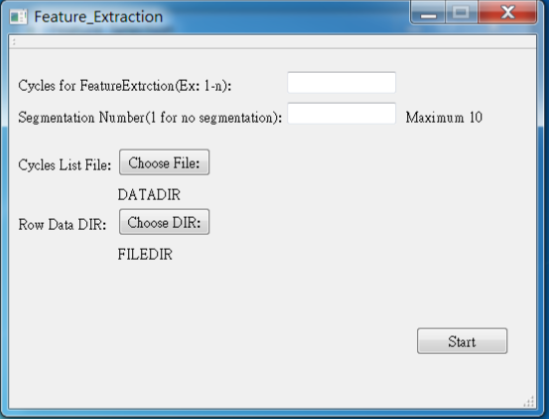 Feature_Extraction
Cycles for FeatureExtrction(Ex: 1-n):
Segmentation Number(1 for no segmentation): Maximum 10
Cycles List File: Choose File:
DATADIR
Row Data DIR: Choose DIR:
FILEDIR
Start